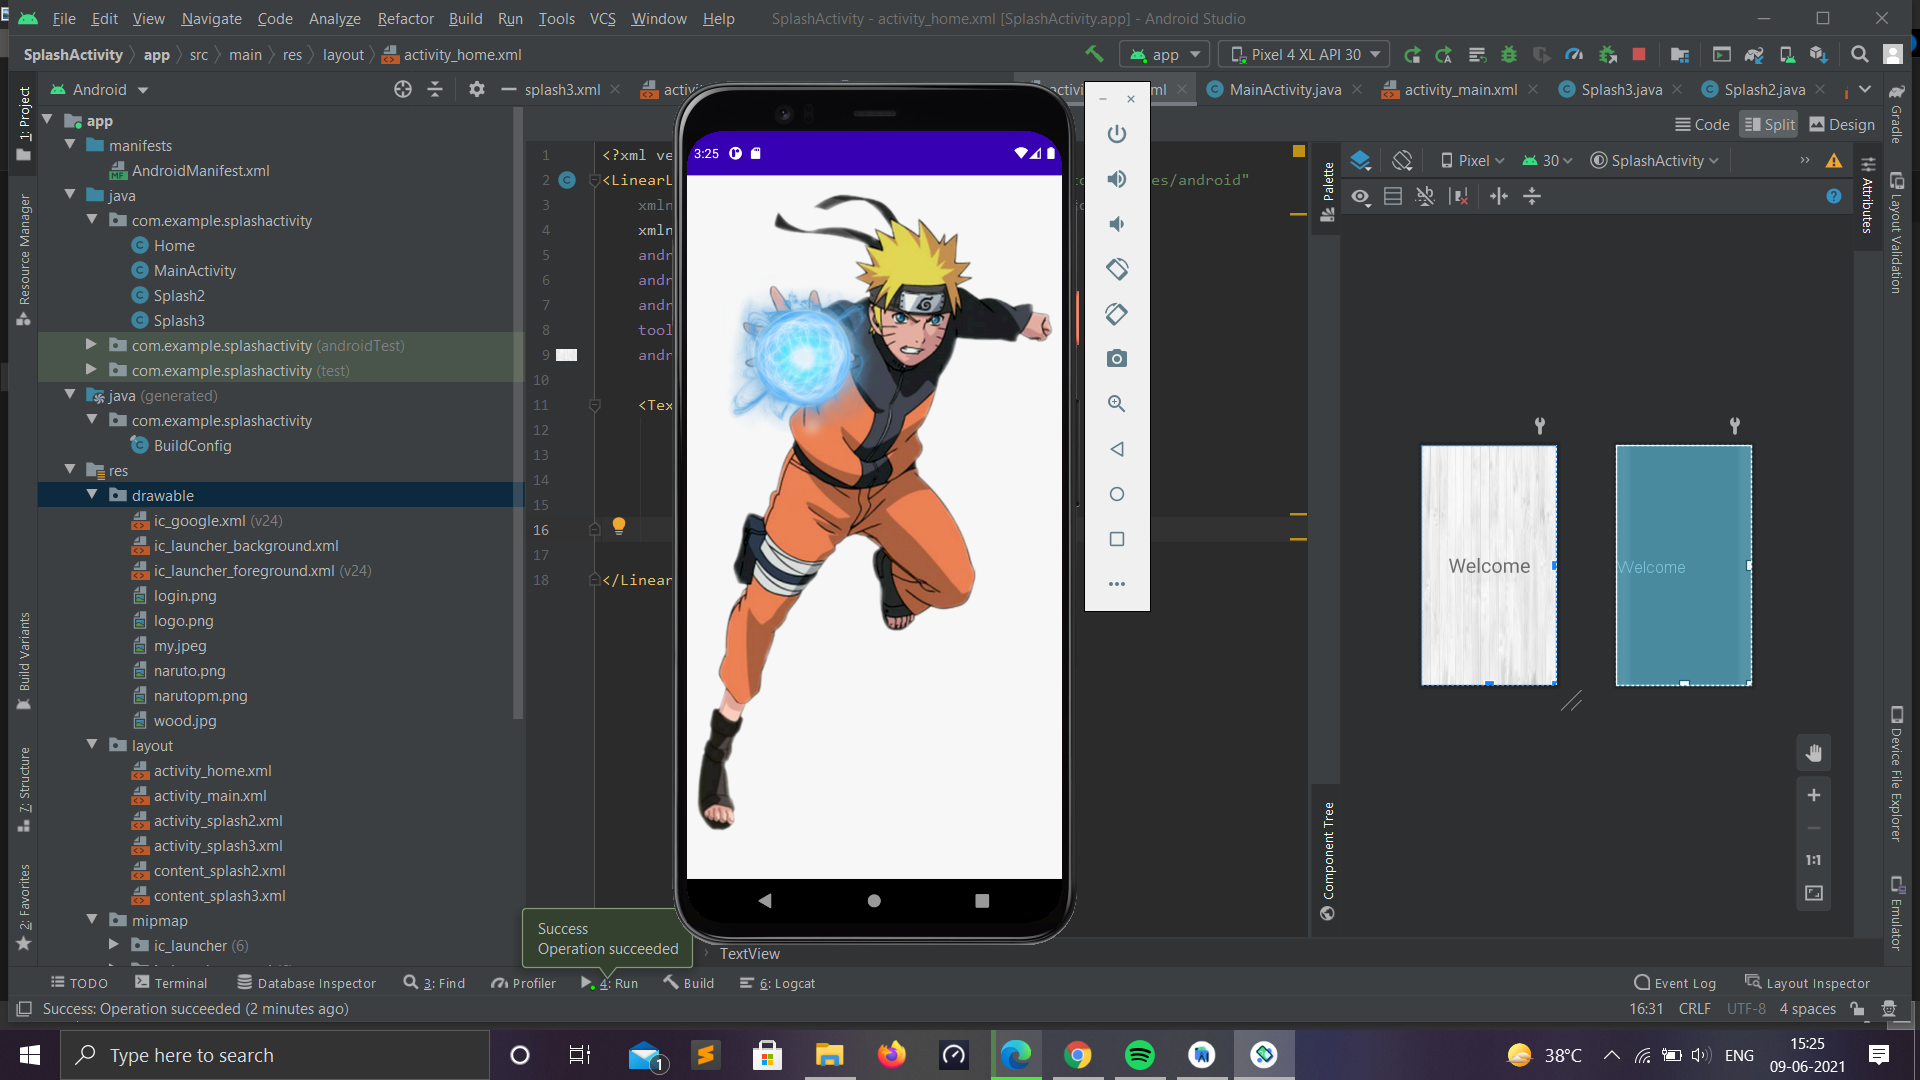 File Edit View Navigate Code Analyze Refactor Build Run Tools VCS Window Help SplashActivity - activity_home.xml [SplashActivity.app] - Android Studio
SplashActivity app src main res layout activity_home.xml app Pixel 4 XL API 30
Android splash3.xml MainActivity.java activity_main.xml Splash3.java Splash2.java
Code Split Design
1: Project
Resource Manager
Build Variants
7: Structure
2: Favorites
app
manifests
AndroidManifest.xml
java
com.example.splashactivity
Home
MainActivity
Splash2
Splash3
com.example.splashactivity (androidTest)
com.example.splashactivity (test)
java (generated)
com.example.splashactivity
BuildConfig
res
drawable
ic_google.xml (v24)
ic_launcher_background.xml
ic_launcher_foreground.xml (v24)
login.png
logo.png
my.jpeg
naruto.png
narutopm.png
wood.jpg
layout
activity_home.xml
activity_main.xml
activity_splash2.xml
activity_splash3.xml
content_splash2.xml
content_splash3.xml
mipmap
ic_launcher (6)
1 <?xml ve
2 <LinearL es/android"
3 xmln
4 xmln
5 andr
6 andr
7 andr
8 tool
9 andr
10
11 <Tex
12
13
14
15
16
17
18 </Linear
3:25
Palette
Pixel 30 SplashActivity
Welcome
Welcome
1:1
Component Tree
Attributes
Gradle
Layout Validation
Device File Explorer
Emulator
Success
Operation succeeded
TextView
TODO Terminal Database Inspector 3: Find Profiler 4: Run Build 6: Logcat Event Log Layout Inspector
Success: Operation succeeded (2 minutes ago) 16:31 CRLF UTF-8 4 spaces
Type here to search 1 38°C ENG 15:25
09-06-2021